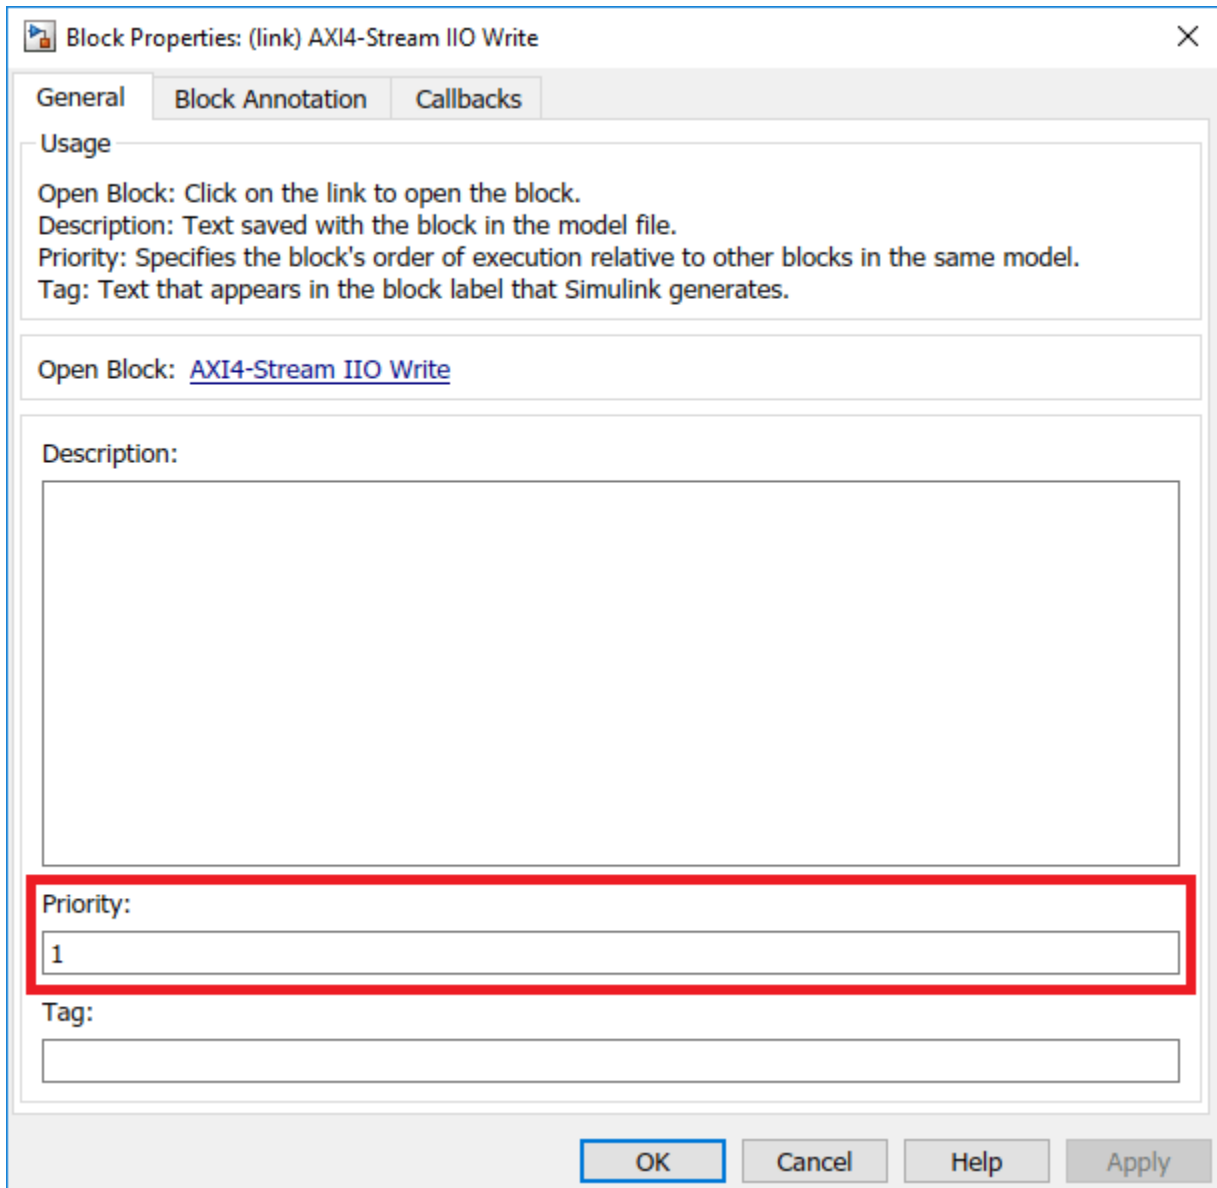 Block Properties: (link) AXI4-Stream IIO Write
General Block Annotation Callbacks
Usage
Open Block: Click on the link to open the block.
Description: Text saved with the block in the model file.
Priority: Specifies the block's order of execution relative to other blocks in the same model.
Tag: Text that appears in the block label that Simulink generates.
Open Block: AXI4-Stream IIO Write
Description:
Priority:
1
Tag:
OK Cancel Help Apply